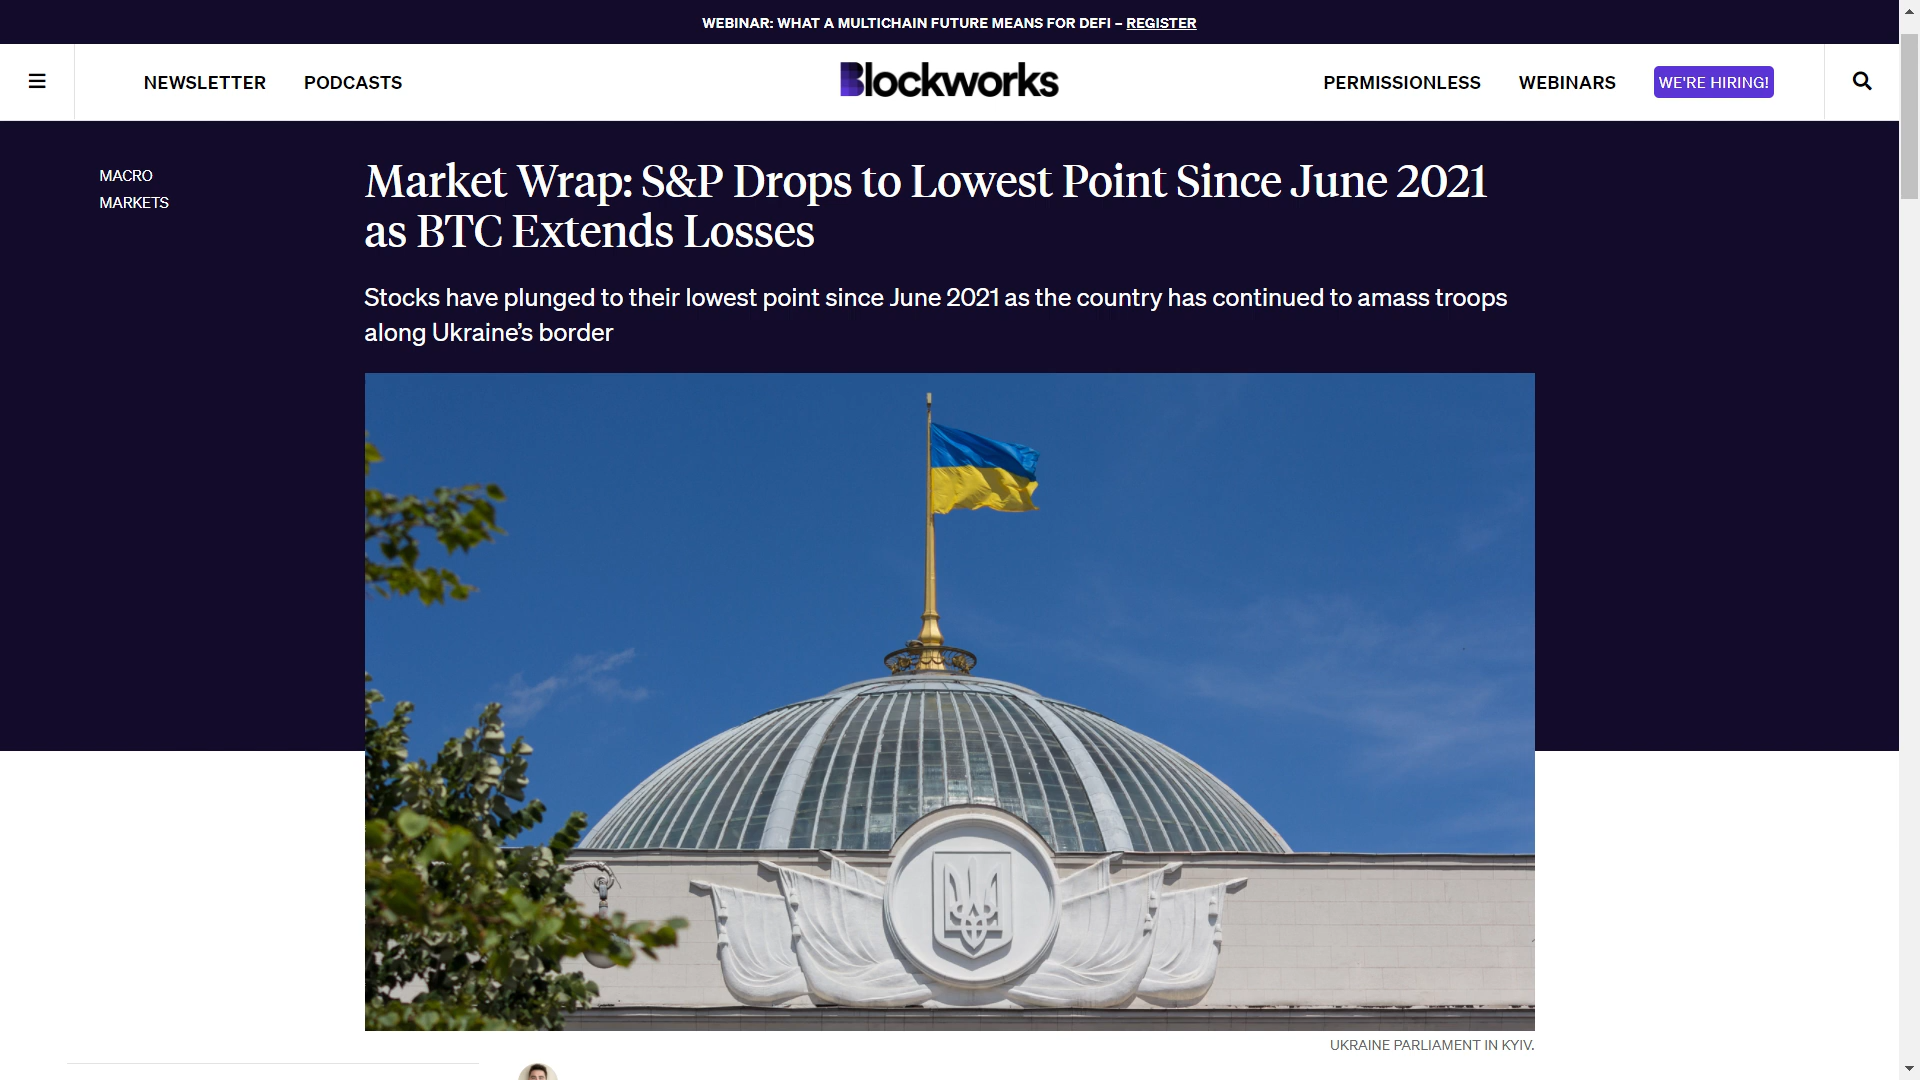 WEBINAR: WHAT A MULTICHAIN FUTURE MEANS FOR DEFI – REGISTER
NEWSLETTER PODCASTS Blockworks PERMISSIONLESS WEBINARS WE'RE HIRING!
MACRO
MARKETS
Market Wrap: S&P Drops to Lowest Point Since June 2021
as BTC Extends Losses
Stocks have plunged to their lowest point since June 2021 as the country has continued to amass troops
along Ukraine’s border
UKRAINE PARLIAMENT IN KYIV.